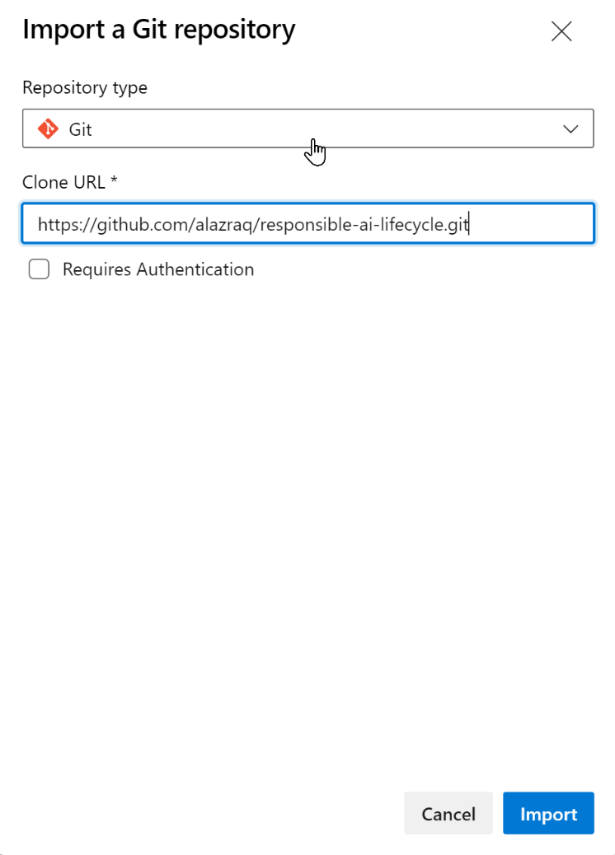 Import a Git repository
Repository type
Git
Clone URL *
https://github.com/alazraq/responsible-ai-lifecycle.git
Requires Authentication
Cancel
Import